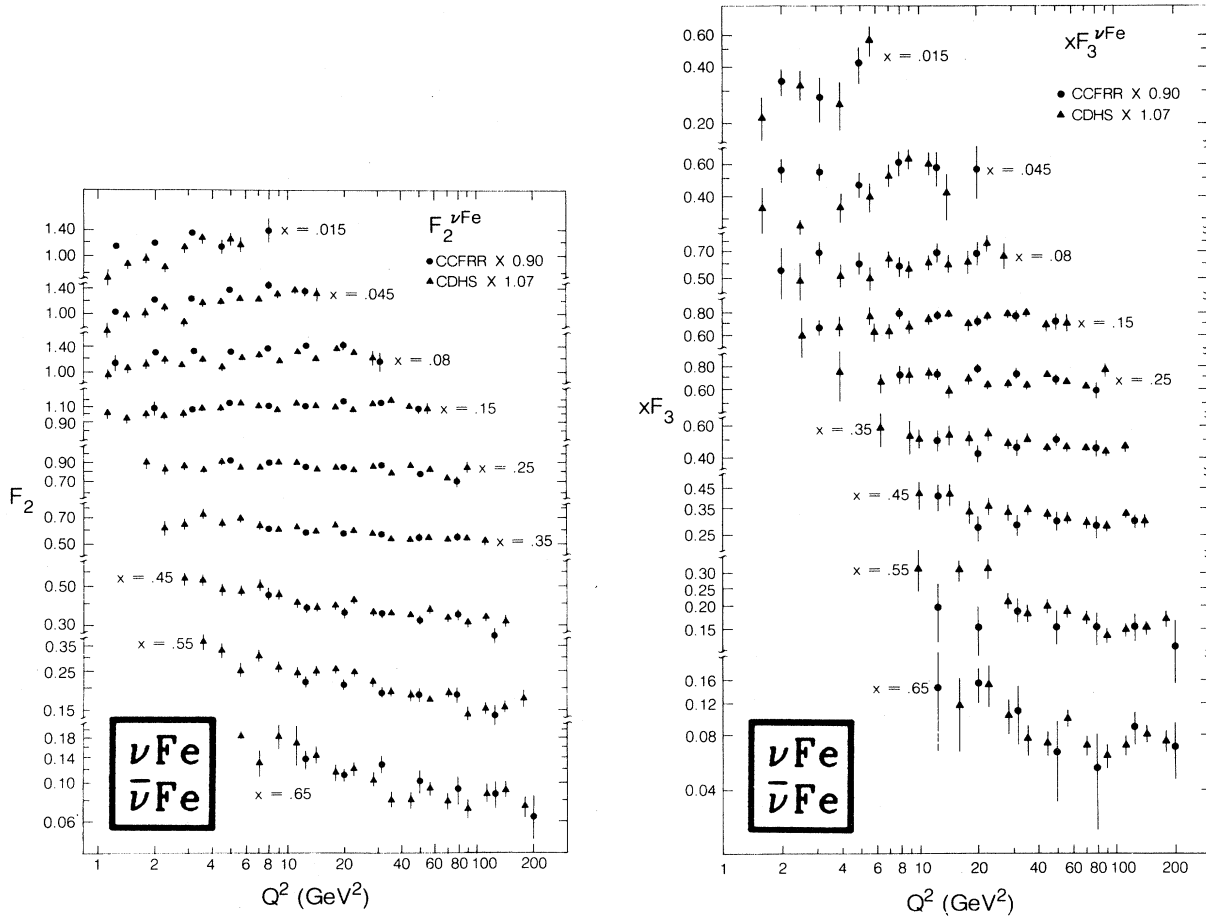 F₂^νFe
● CCFRR X 0.90
▲ CDHS X 1.07
1.40
1.00
x = .015
1.40
1.00
x = .045
1.40
1.00
x = .08
1.10
0.90
x = .15
0.90
0.70
x = .25
F₂
0.70
0.50
x = .35
x = .45
0.50
0.30
x = .55
0.35
0.25
0.15
0.18
0.14
0.10
0.06
x = .65
νFe
ν̄Fe
1 2 4 6 8 10 20 40 60 80 100 200
Q² (GeV²)
xF₃^νFe
● CCFRR X 0.90
▲ CDHS X 1.07
0.60
0.40
0.20
x = .015
0.60
0.40
x = .045
0.70
0.50
x = .08
0.80
0.60
x = .15
0.80
0.60
x = .25
xF₃
x = .35
0.60
0.40
x = .45
0.45
0.35
0.25
x = .55
0.30
0.25
0.20
0.15
x = .65
0.16
0.12
0.08
0.04
νFe
ν̄Fe
1 2 4 6 8 10 20 40 60 80 100 200
Q² (GeV²)